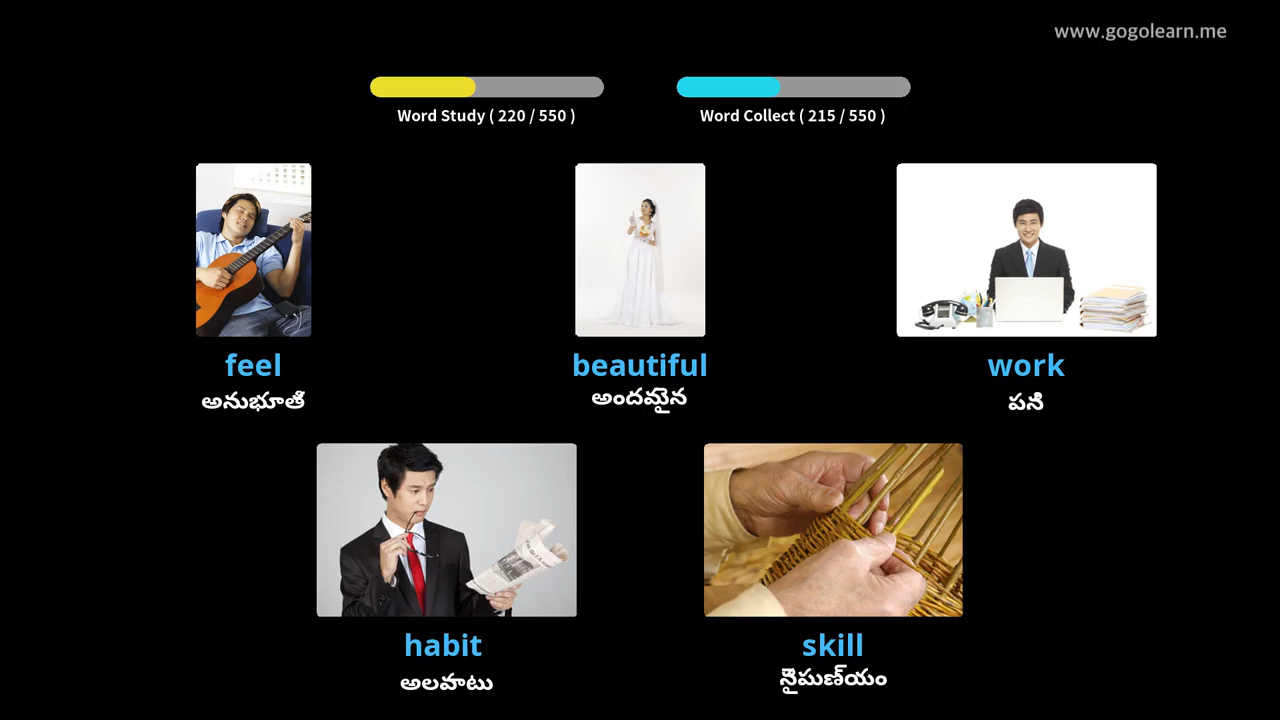 www.gogolearn.me
Word Study ( 220 / 550 )
Word Collect ( 215 / 550 )
feel
అనుభూతి
beautiful
అందమైన
work
పని
habit
అలవాటు
skill
నైపుణ్యం